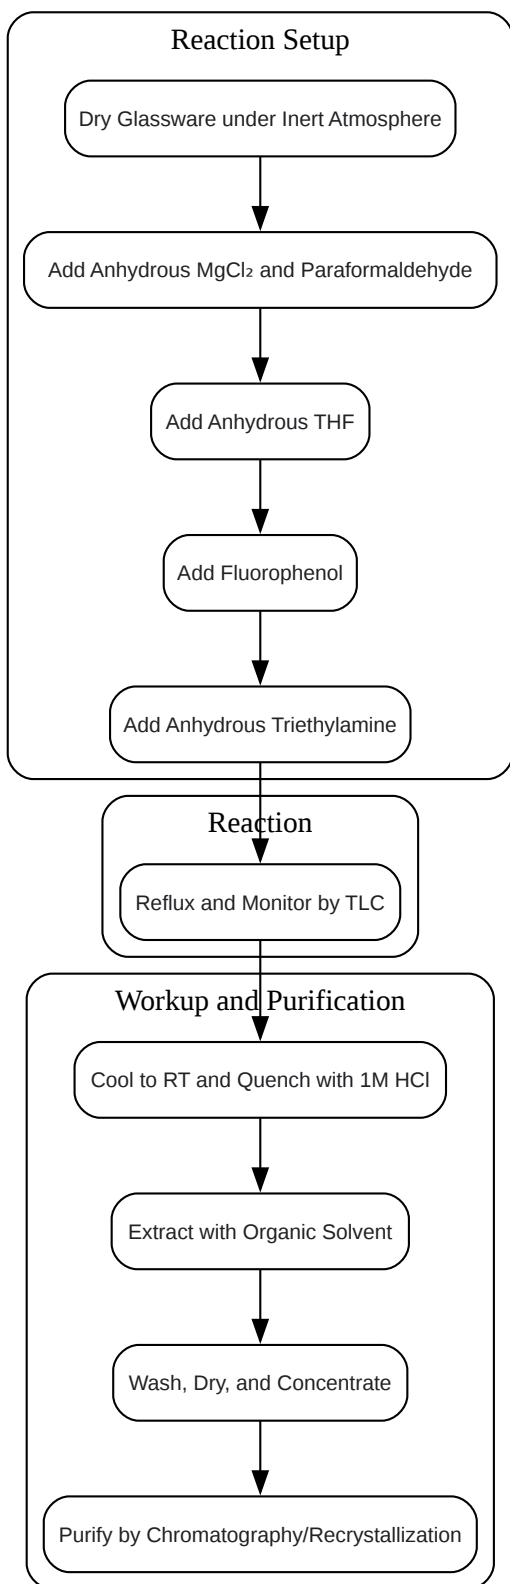 Reaction Setup
Dry Glassware under Inert Atmosphere
Add Anhydrous MgCl₂ and Paraformaldehyde
Add Anhydrous THF
Add Fluorophenol
Add Anhydrous Triethylamine
Reaction
Reflux and Monitor by TLC
Workup and Purification
Cool to RT and Quench with 1M HCl
Extract with Organic Solvent
Wash, Dry, and Concentrate
Purify by Chromatography/Recrystallization